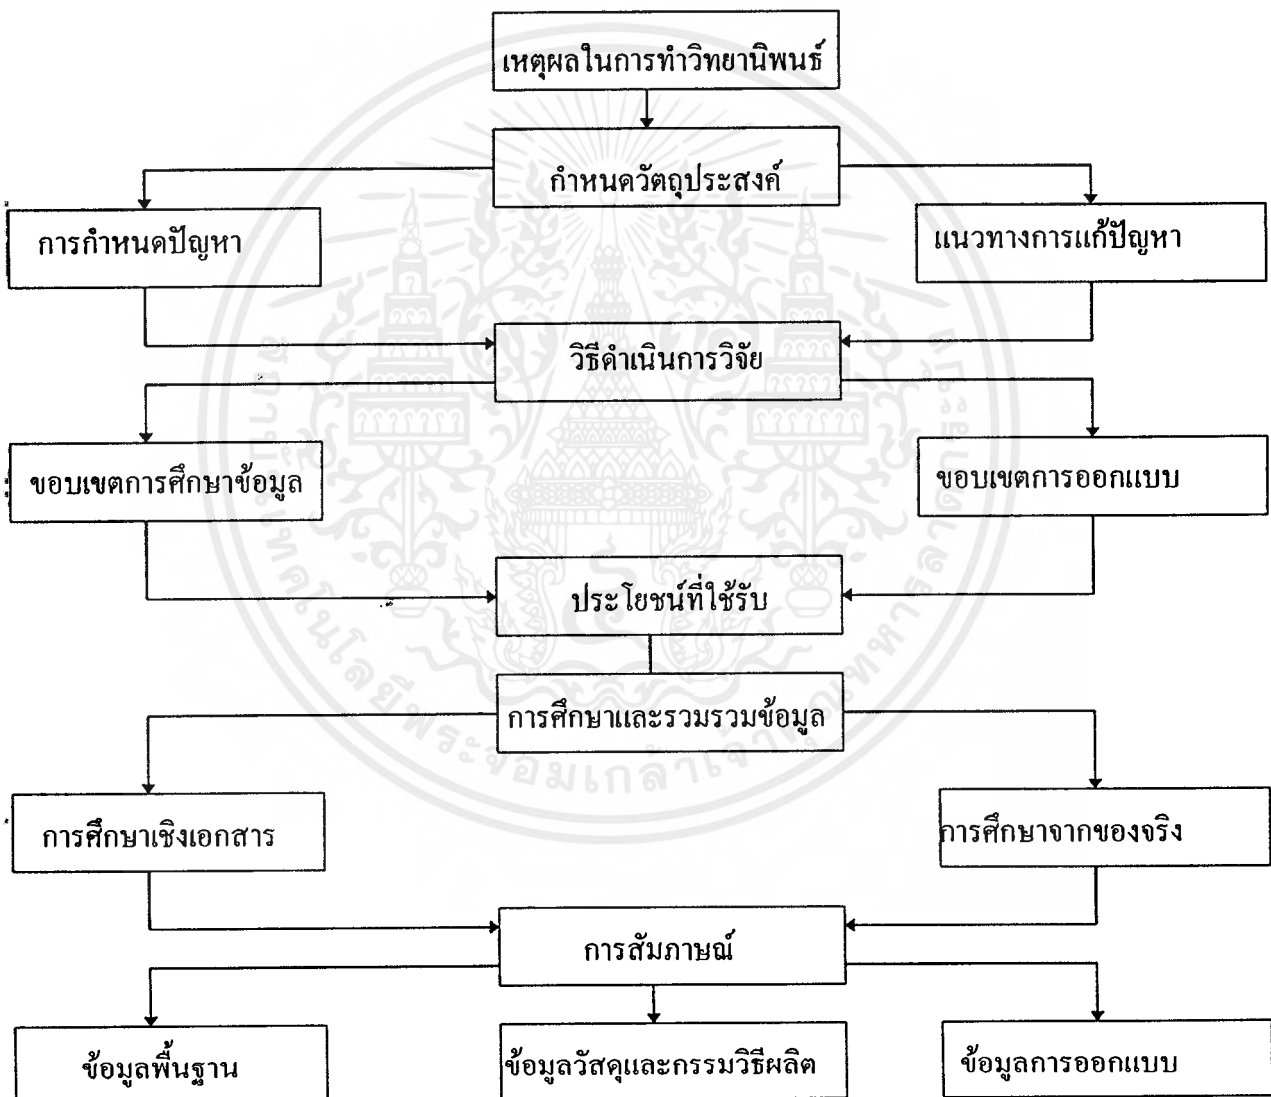 เหตุผลในการทำวิทยานิพนธ์
กำหนดวัตถุประสงค์
การกำหนดปัญหา
แนวทางการแก้ปัญหา
วิธีดำเนินการวิจัย
ขอบเขตการศึกษาข้อมูล
ขอบเขตการออกแบบ
ประโยชน์ที่ใช้รับ
การศึกษาและรวมรวมข้อมูล
การศึกษาเชิงเอกสาร
การศึกษาจากของจริง
การสัมภาษณ์
ข้อมูลพื้นฐาน
ข้อมูลวัสดุและกรรมวิธีผลิต
ข้อมูลการออกแบบ